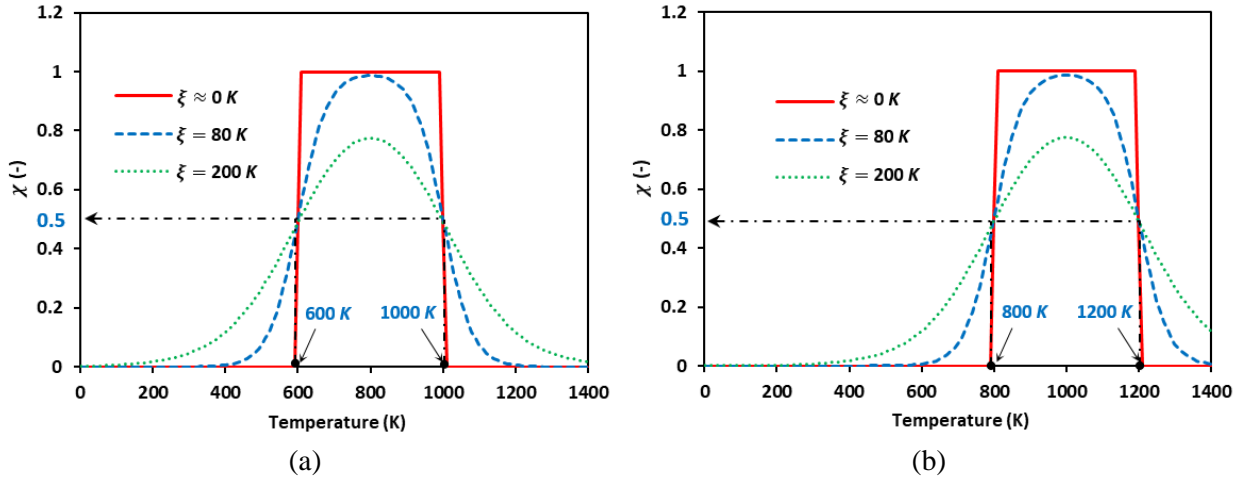 1.2
1
0.8
0.6
0.5
0.4
0.2
0
χ (-)
ξ ≈ 0 K
ξ = 80 K
ξ = 200 K
600 K
1000 K
0 200 400 600 800 1000 1200 1400
Temperature (K)
(a)
1.2
1
0.8
0.6
0.5
0.4
0.2
0
χ (-)
ξ ≈ 0 K
ξ = 80 K
ξ = 200 K
800 K
1200 K
0 200 400 600 800 1000 1200 1400
Temperature (K)
(b)